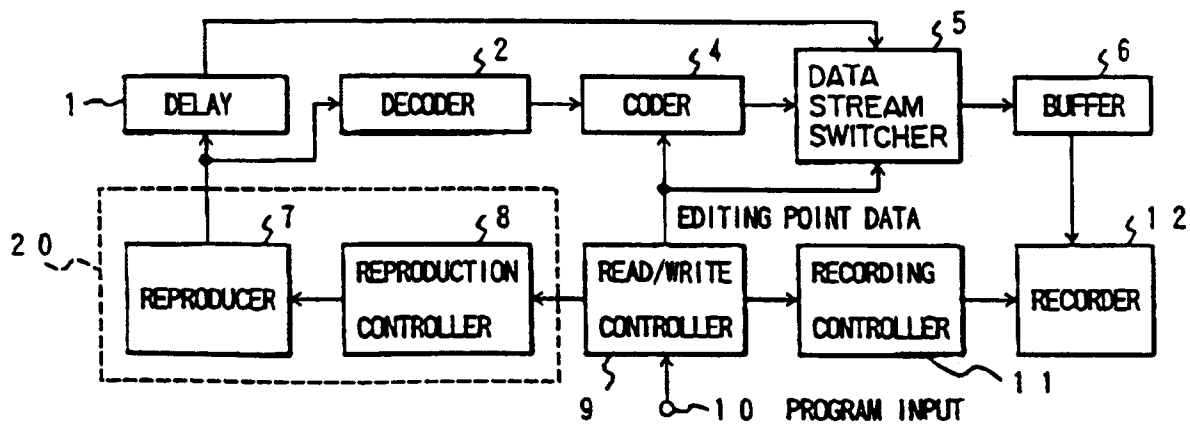 5
2
4
6
1
DELAY
DECODER
CODER
DATA
STREAM
SWITCHER
BUFFER
EDITING POINT DATA
20
7
8
12
REPRODUCER
REPRODUCTION
CONTROLLER
READ/WRITE
CONTROLLER
RECORDING
CONTROLLER
RECORDER
9
10 PROGRAM INPUT
11